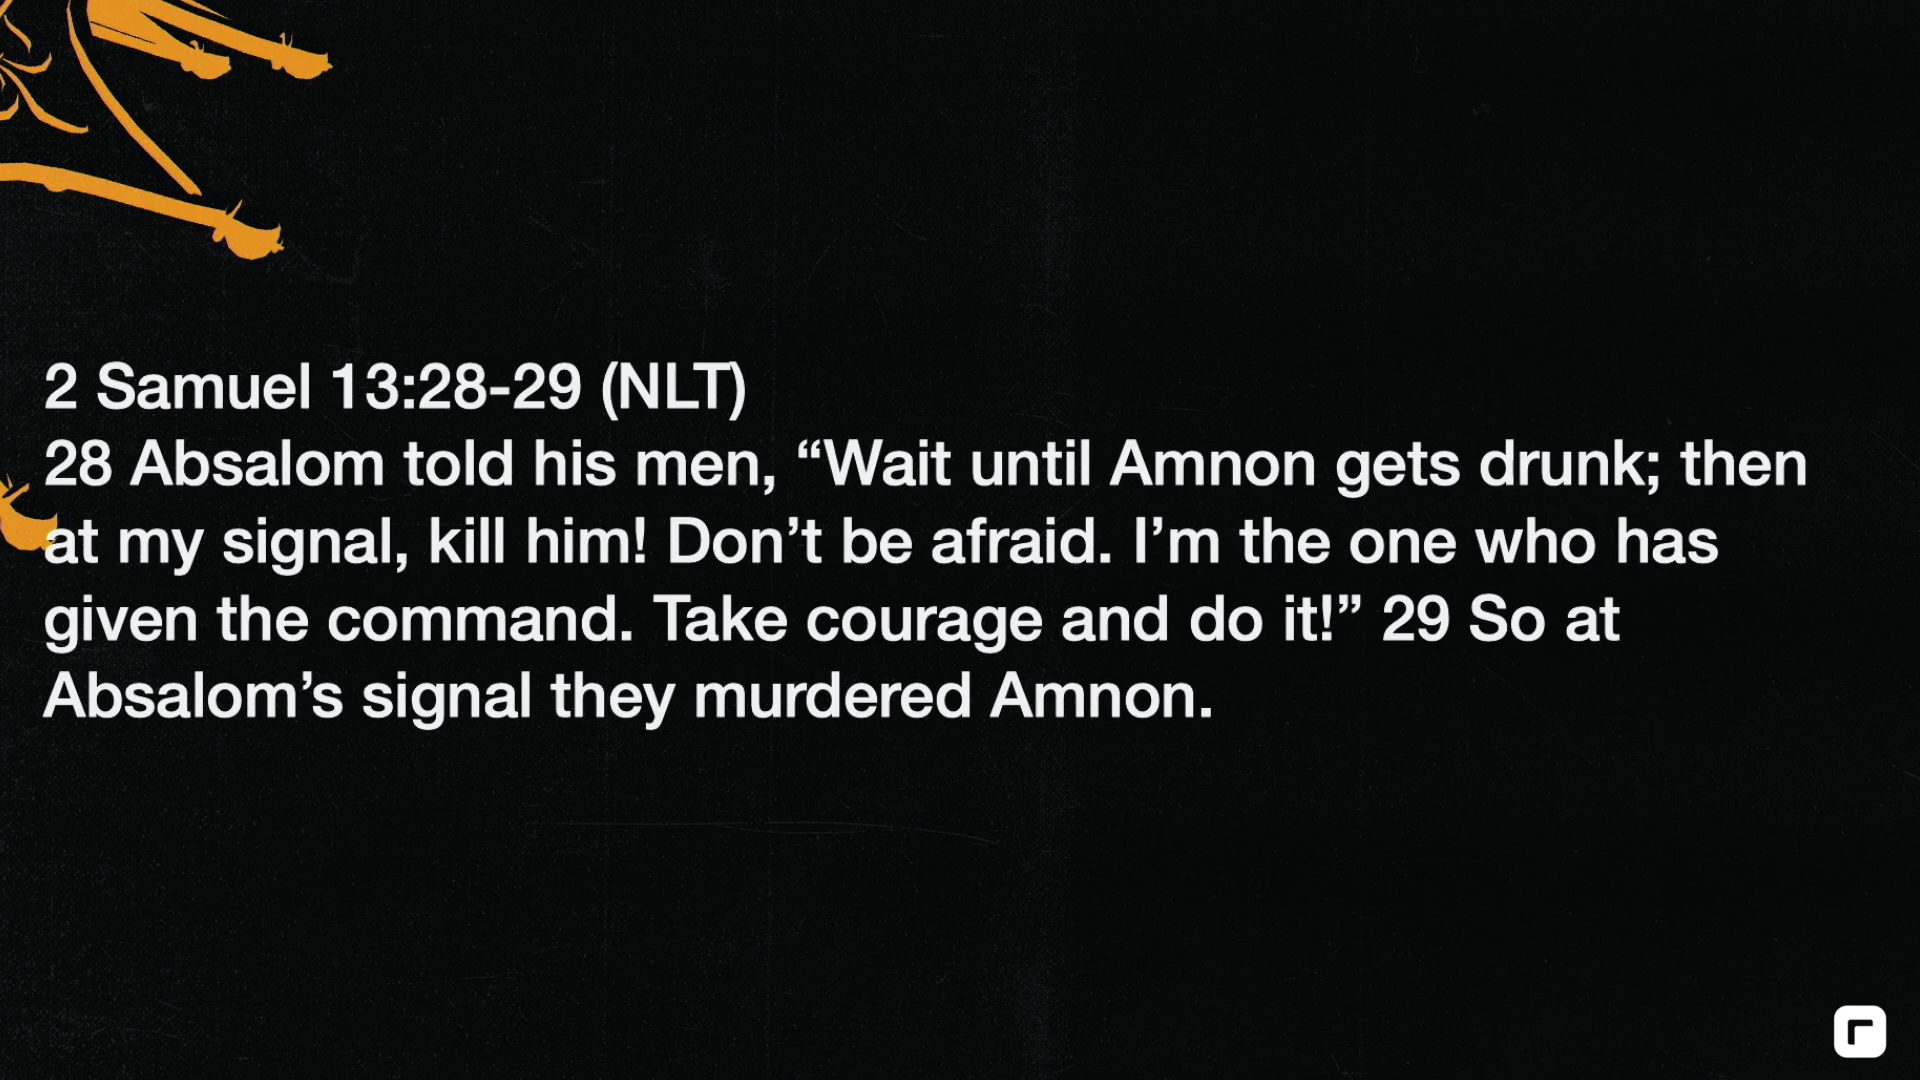 2 Samuel 13:28-29 (NLT)
28 Absalom told his men, “Wait until Amnon gets drunk; then
at my signal, kill him! Don’t be afraid. I’m the one who has
given the command. Take courage and do it!” 29 So at
Absalom’s signal they murdered Amnon.